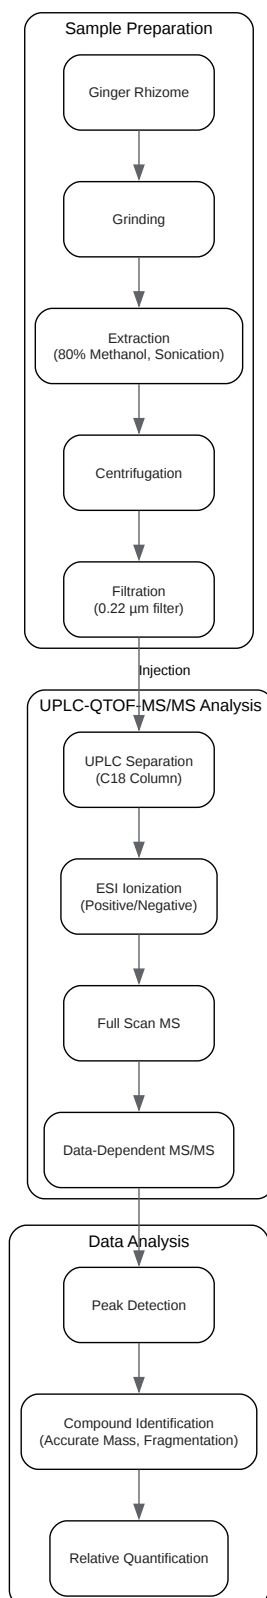 Sample Preparation
Ginger Rhizome
Grinding
Extraction
(80% Methanol, Sonication)
Centrifugation
Filtration
(0.22 µm filter)
Injection
UPLC-QTOF-MS/MS Analysis
UPLC Separation
(C18 Column)
ESI Ionization
(Positive/Negative)
Full Scan MS
Data-Dependent MS/MS
Data Analysis
Peak Detection
Compound Identification
(Accurate Mass, Fragmentation)
Relative Quantification